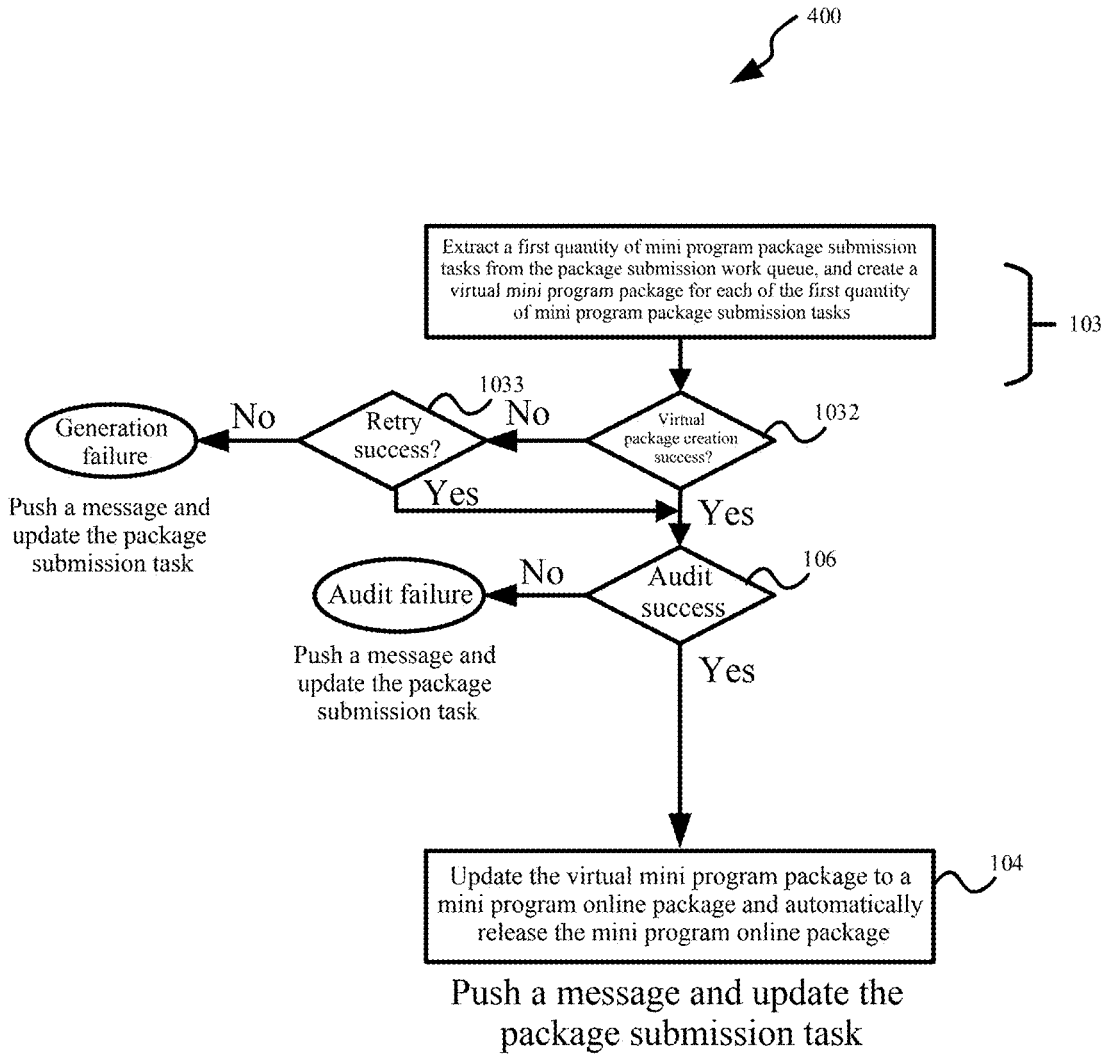 400
Extract a first quantity of mini program package submission
tasks from the package submission work queue, and create a
virtual mini program package for each of the first quantity
of mini program package submission tasks
103
1033
1032
Virtual
package creation
success?
No
Retry
success?
No
Generation
failure
Push a message and
update the package
submission task
Yes
Yes
106
Audit
success
No
Audit failure
Push a message and
update the package
submission task
Yes
104
Update the virtual mini program package to a
mini program online package and automatically
release the mini program online package
Push a message and update the
package submission task